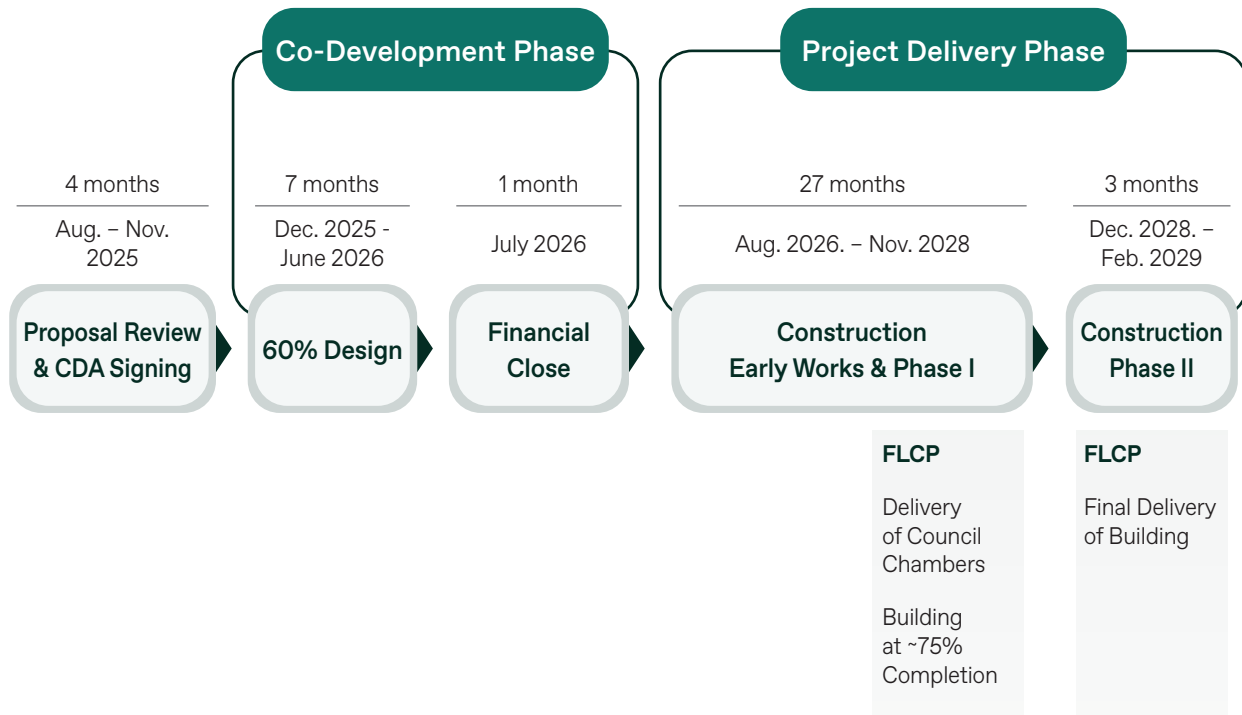 Co-Development Phase
Project Delivery Phase
4 months
Aug. – Nov.
2025
Proposal Review
& CDA Signing
7 months
Dec. 2025 -
June 2026
60% Design
1 month
July 2026
Financial
Close
27 months
Aug. 2026. – Nov. 2028
Construction
Early Works & Phase I
3 months
Dec. 2028. –
Feb. 2029
Construction
Phase II
FLCP
Delivery
of Council
Chambers
Building
at ~75%
Completion
FLCP
Final Delivery
of Building